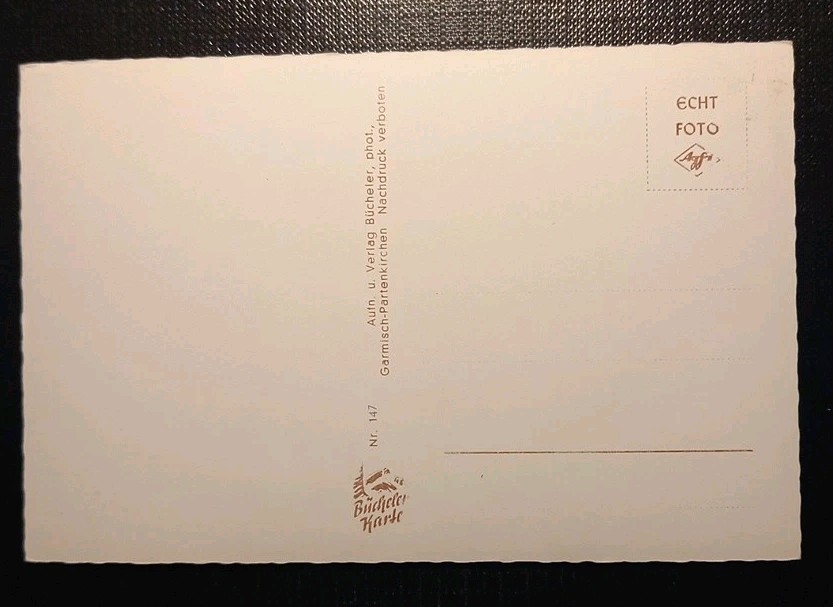 Aufn. u. Verlag Bücheler, phot.,
Garmisch-Partenkirchen Nachdruck verboten
Nr. 147
Bücheler
Karte
ECHT
FOTO
Agfa